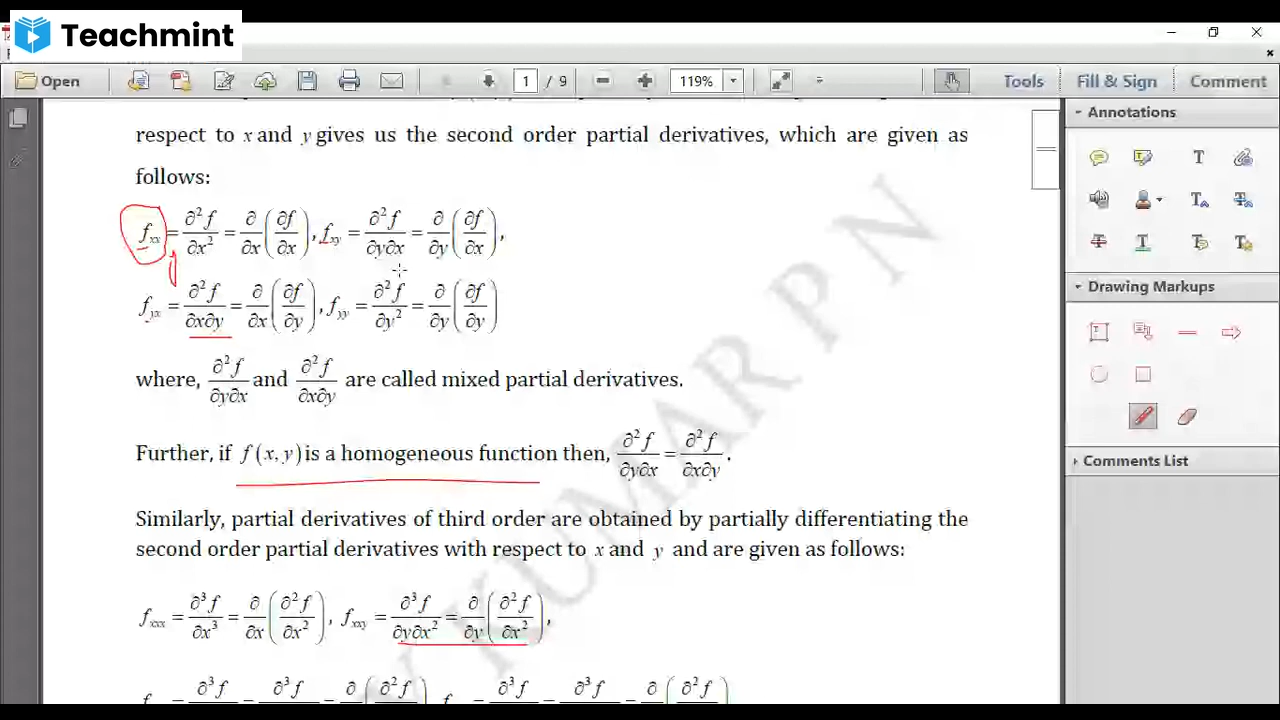 Teachmint
Open 1 / 9 119% Tools Fill & Sign Comment
respect to x and y gives us the second order partial derivatives, which are given as
follows:
f_xx = ∂²f/∂x² = ∂/∂x (∂f/∂x), f_xy = ∂²f/∂y∂x = ∂/∂y (∂f/∂x),
f_yx = ∂²f/∂x∂y = ∂/∂x (∂f/∂y), f_yy = ∂²f/∂y² = ∂/∂y (∂f/∂y)
where, ∂²f/∂y∂x and ∂²f/∂x∂y are called mixed partial derivatives.
Further, if f(x, y) is a homogeneous function then, ∂²f/∂y∂x = ∂²f/∂x∂y.
Similarly, partial derivatives of third order are obtained by partially differentiating the
second order partial derivatives with respect to x and y and are given as follows:
f_xxx = ∂³f/∂x³ = ∂/∂x (∂²f/∂x²), f_xxy = ∂³f/∂y∂x² = ∂/∂y (∂²f/∂x²),
KUMAR P N
Annotations
Drawing Markups
Comments List